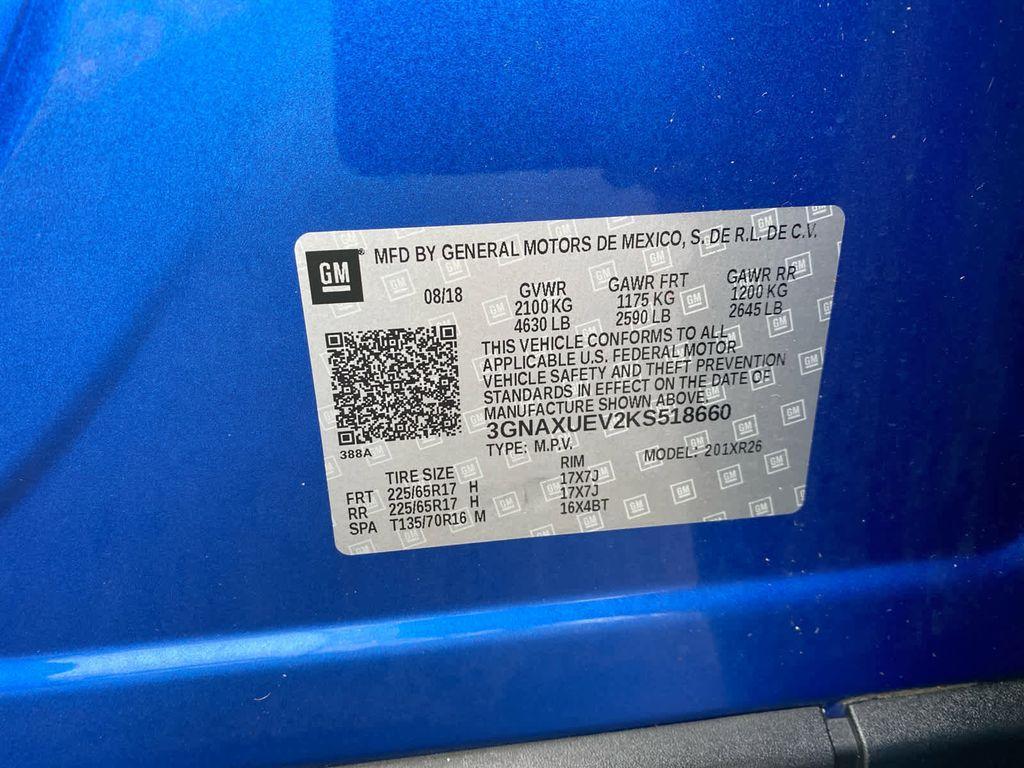 GM
MFD BY GENERAL MOTORS DE MEXICO, S. DE R.L. DE C.V.
08/18
GVWR GAWR FRT GAWR RR
2100 KG 1175 KG 1200 KG
4630 LB 2590 LB 2645 LB
THIS VEHICLE CONFORMS TO ALL
APPLICABLE U.S. FEDERAL MOTOR
VEHICLE SAFETY AND THEFT PREVENTION
STANDARDS IN EFFECT ON THE DATE OF
MANUFACTURE SHOWN ABOVE.
3GNAXUEV2KS518660
TYPE: M.P.V. MODEL: 201XR26
388A
TIRE SIZE RIM
FRT 225/65R17 H 17X7J
RR 225/65R17 H 17X7J
SPA T135/70R16 M 16X4BT